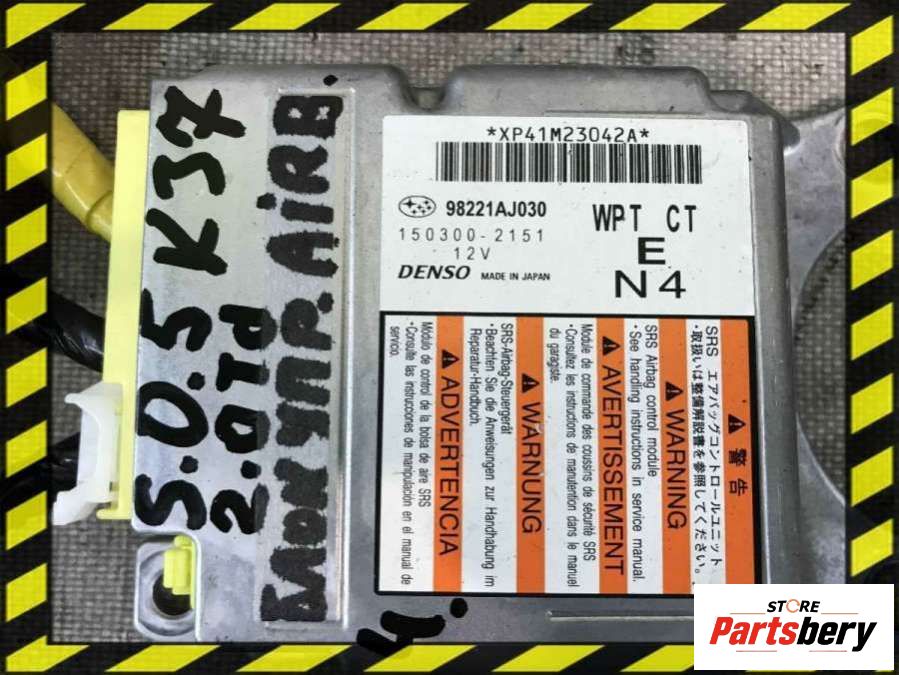 S.O.5 K37
2.0Td
БЛОК УПР. AIRB.
*XP41M23042A*
98221AJ030
150300-2151
12V
DENSO MADE IN JAPAN
WPT CT
E
N4
警告
SRS エアバッグコントロールユニット
・取扱いは整備解説書を参照してください。
WARNING
SRS Airbag control module
· See handling instructions in service manual.
AVERTISSEMENT
Module de commande des coussins de sécurité SRS
· Consultez les instructions de manutention dans le manuel
du garagiste.
WARNUNG
SRS-Airbag-Steuergerät
· Beachten Sie die Anweisungen zur Handhabung im
Reparatur-Handbuch.
ADVERTENCIA
Módulo de control de la bolsa de aire SRS
· Consulte las instrucciones de manipulación en el manual de
servicio.
STORE
Partsbery